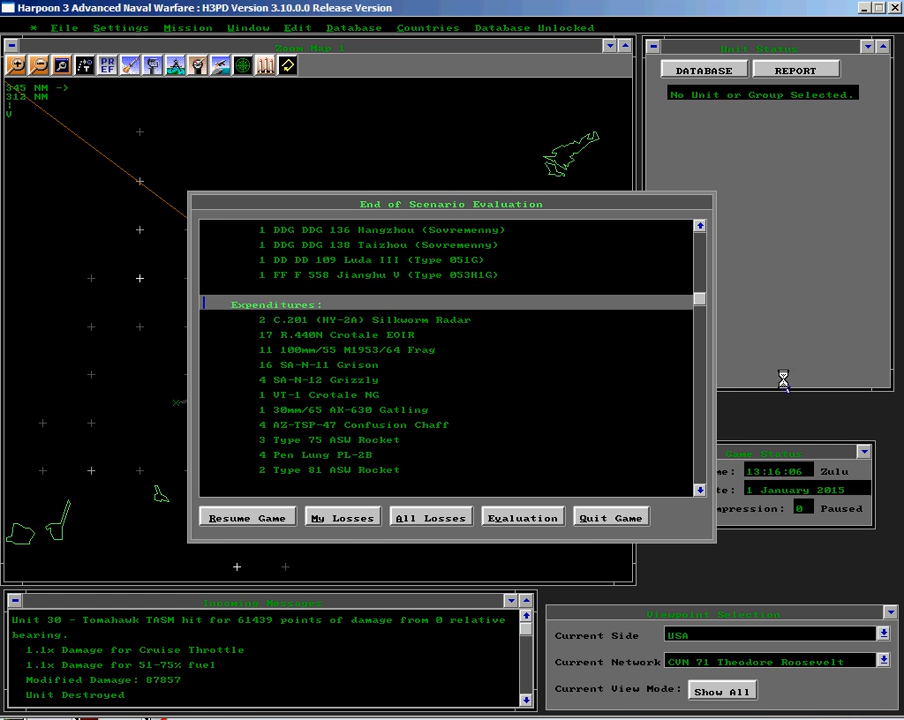 Harpoon 3 Advanced Naval Warfare : H3PD Version 3.10.0.0 Release Version
* File Settings Mission Window Edit Database Countries Database Unlocked
Zoom Map 1
PR
EF
345 NM ->
312 NM
|
V
Unit Status
DATABASE REPORT
No Unit or Group Selected.
End of Scenario Evaluation
1 DDG DDG 136 Hangzhou (Sovremenny)
1 DDG DDG 138 Taizhou (Sovremenny)
1 DD DD 109 Luda III (Type 051G)
1 FF F 558 Jianghu V (Type 053H1G)
Expenditures:
2 C.201 (HY-2A) Silkworm Radar
17 R.440N Crotale EOIR
11 100mm/55 M1953/64 Frag
16 SA-N-11 Grison
4 SA-N-12 Grizzly
1 VT-1 Crotale NG
1 30mm/65 AK-630 Gatling
4 AZ-TSP-47 Confusion Chaff
3 Type 75 ASW Rocket
4 Pen Lung PL-2B
2 Type 81 ASW Rocket
Resume Game My Losses All Losses Evaluation Quit Game
Game Status
me: 13:16:06 Zulu
te: 1 January 2015
mpression: 0 Paused
Incoming Messages
Unit 30 - Tomahawk TASM hit for 61439 points of damage from 0 relative
bearing.
1.1x Damage for Cruise Throttle
1.1x Damage for 51-75% fuel
Modified Damage: 87857
Unit Destroyed
Viewpoint Selection
Current Side USA
Current Network CVN 71 Theodore Roosevelt
Current View Mode: Show All